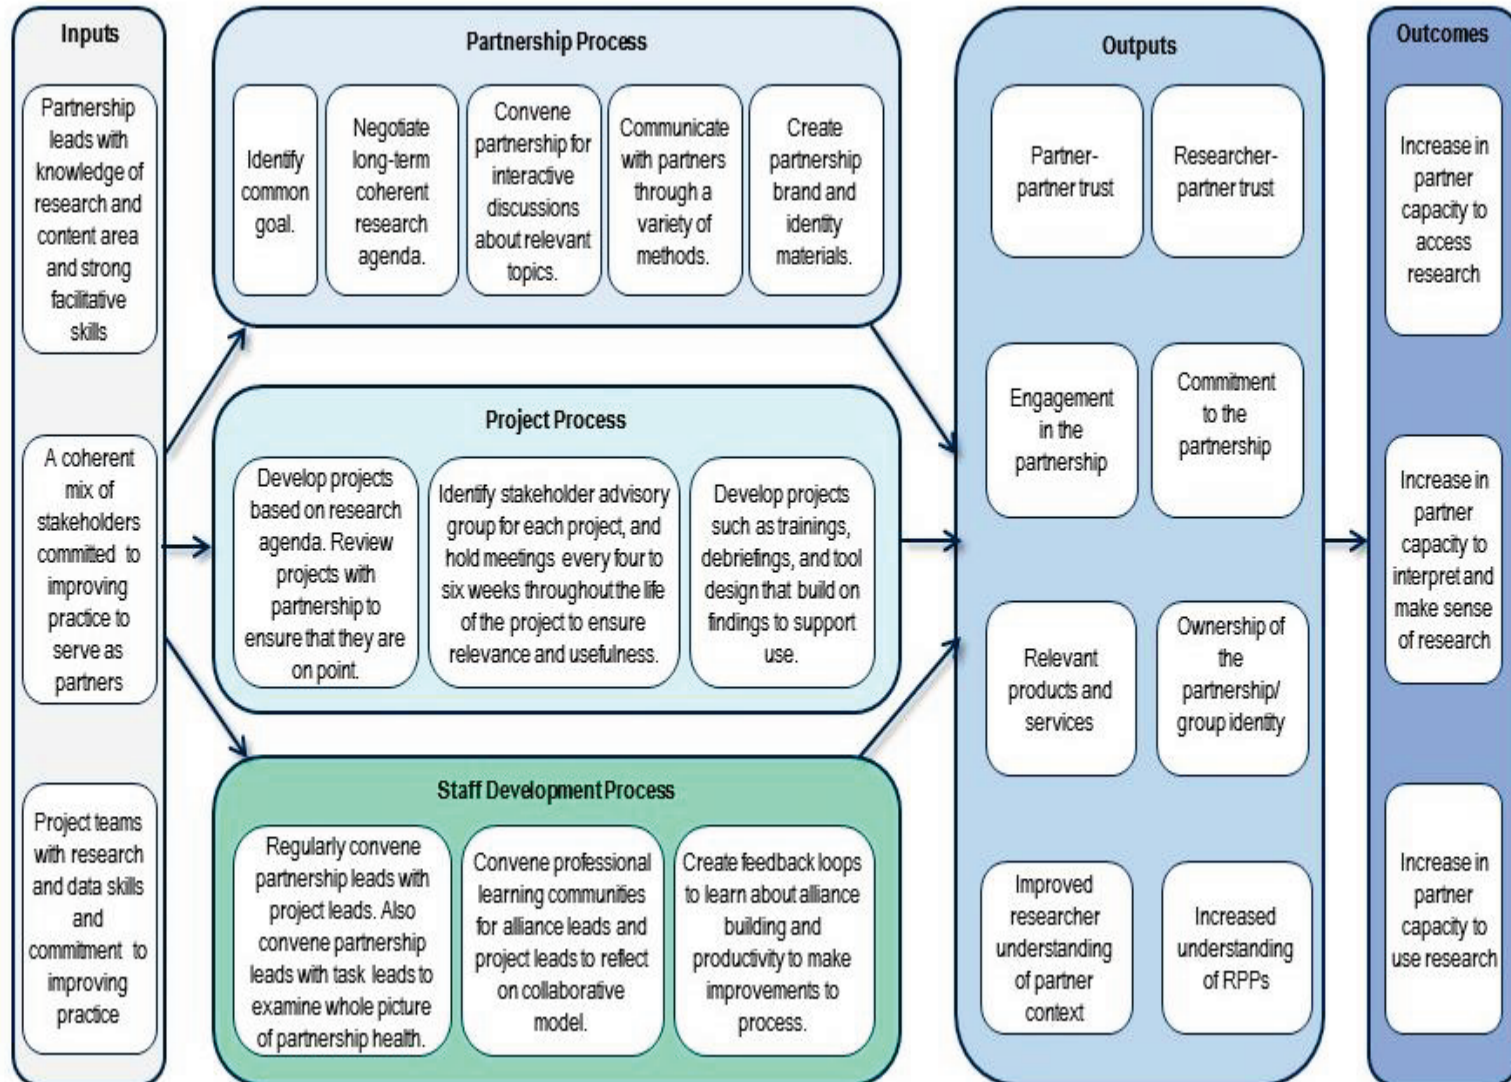 Inputs
Partnership
leads with
knowledge of
research and
content area
and strong
facilitative
skills
A coherent
mix of
stakeholders
committed to
improving
practice to
serve as
partners
Project teams
with research
and data skills
and
commitment to
improving
practice
Partnership Process
Identify
common
goal.
Negotiate
long-term
coherent
research
agenda.
Convene
partnership for
interactive
discussions
about relevant
topics.
Communicate
with partners
through a
variety of
methods.
Create
partnership
brand and
identity
materials.
Project Process
Develop projects
based on research
agenda. Review
projects with
partnership to
ensure that they are
on point.
Identify stakeholder advisory
group for each project, and
hold meetings every four to
six weeks throughout the life
of the project to ensure
relevance and usefulness.
Develop projects
such as trainings,
debriefings, and tool
design that build on
findings to support
use.
Staff Development Process
Regularly convene
partnership leads with
project leads. Also
convene partnership
leads with task leads to
examine whole picture
of partnership health.
Convene professional
learning communities
for alliance leads and
project leads to reflect
on collaborative
model.
Create feedback loops
to learn about alliance
building and
productivity to make
improvements to
process.
Outputs
Partner-
partner trust
Researcher-
partner trust
Engagement
in the
partnership
Commitment
to the
partnership
Relevant
products and
services
Ownership of
the
partnership/
group identity
Improved
researcher
understanding
of partner
context
Increased
understanding
of RPPs
Outcomes
Increase in
partner
capacity to
access
research
Increase in
partner
capacity to
interpret and
make sense
of research
Increase in
partner
capacity to
use research